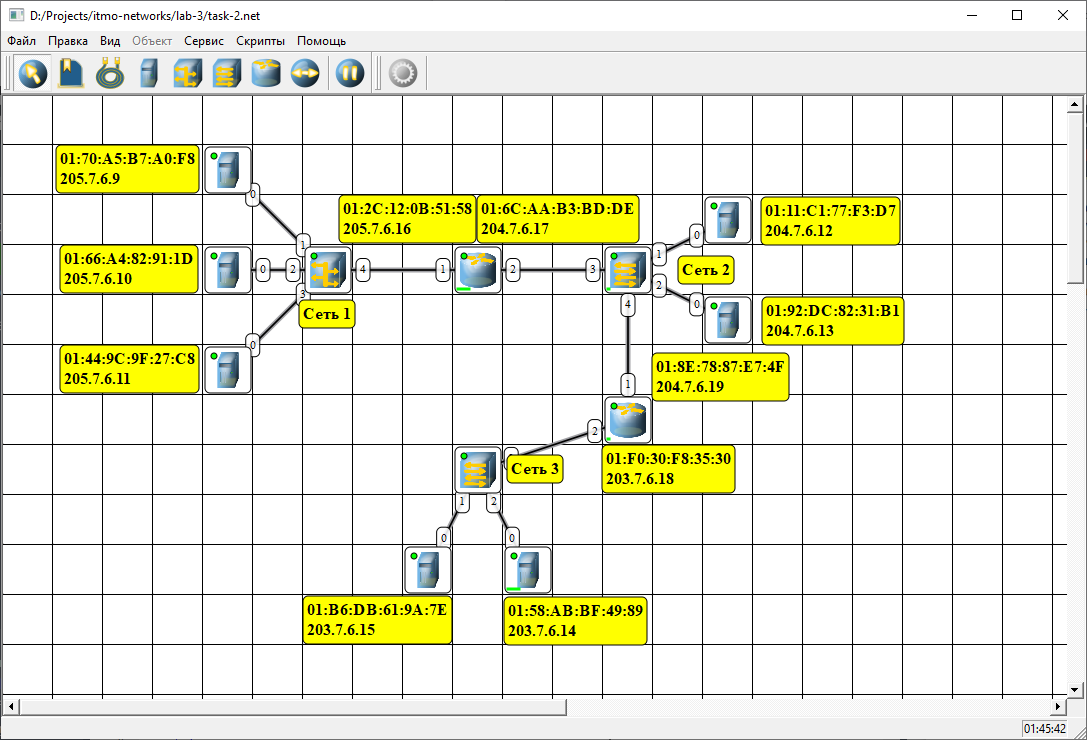 D:/Projects/itmo-networks/lab-3/task-2.net
Файл Правка Вид Объект Сервис Скрипты Помощь
01:70:A5:B7:A0:F8
205.7.6.9
0
01:2C:12:0B:51:58
205.7.6.16
01:6C:AA:B3:BD:DE
204.7.6.17
01:11:C1:77:F3:D7
204.7.6.12
0
1
1
01:66:A4:82:91:1D
205.7.6.10
0 2 4 1 2 3
Сеть 2
2
3
Сеть 1
0
4
01:92:DC:82:31:B1
204.7.6.13
01:44:9C:9F:27:C8
205.7.6.11
0
01:8E:78:87:E7:4F
204.7.6.19
1
2
Сеть 3
01:F0:30:F8:35:30
203.7.6.18
1 2
0 0
01:B6:DB:61:9A:7E
203.7.6.15
01:58:AB:BF:49:89
203.7.6.14
01:45:42